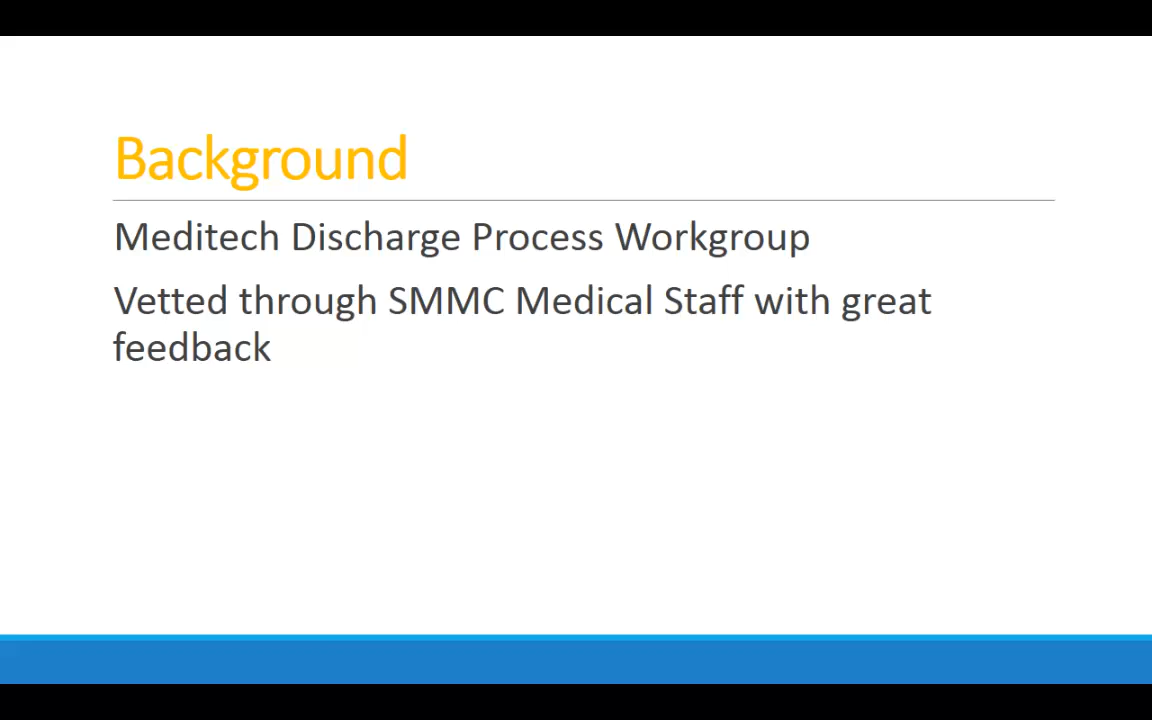 Background
Meditech Discharge Process Workgroup
Vetted through SMMC Medical Staff with great
feedback